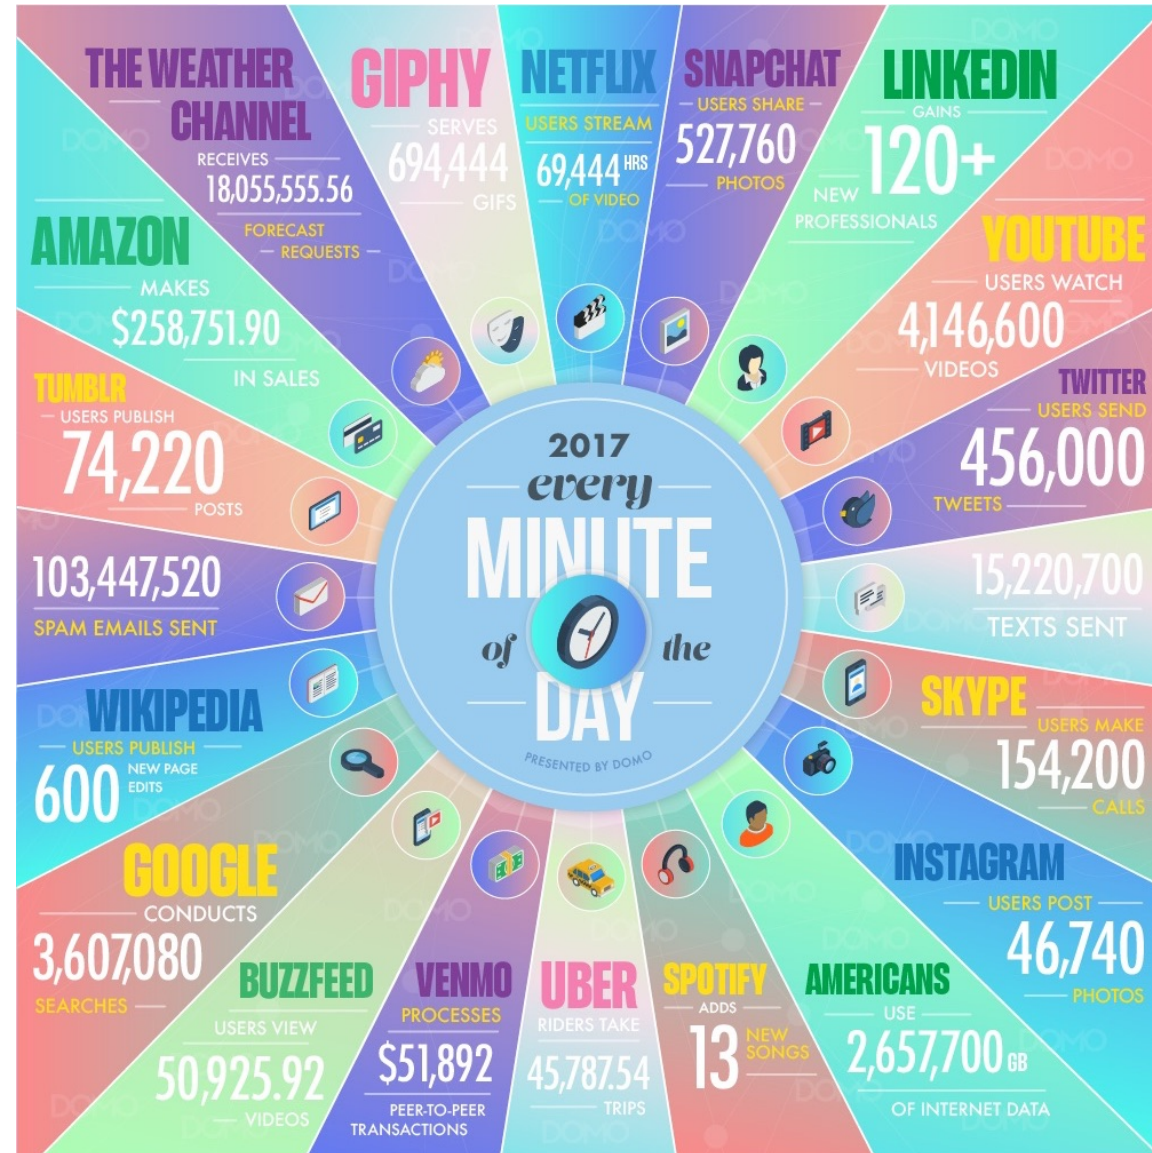 2017
every
MINUTE
of the
DAY
PRESENTED BY DOMO
THE WEATHER
CHANNEL
RECEIVES
18,055,555.56
FORECAST
REQUESTS
GIPHY
SERVES
694,444
GIFS
NETFLIX
USERS STREAM
69,444 HRS
OF VIDEO
SNAPCHAT
USERS SHARE
527,760
PHOTOS
LINKEDIN
GAINS
120+
NEW
PROFESSIONALS
YOUTUBE
USERS WATCH
4,146,600
VIDEOS
TWITTER
USERS SEND
456,000
TWEETS
15,220,700
TEXTS SENT
SKYPE
USERS MAKE
154,200
CALLS
INSTAGRAM
USERS POST
46,740
PHOTOS
AMERICANS
USE
2,657,700 GB
OF INTERNET DATA
SPOTIFY
ADDS
13 NEW
SONGS
UBER
RIDERS TAKE
45,787.54
TRIPS
VENMO
PROCESSES
$51,892
PEER-TO-PEER
TRANSACTIONS
BUZZFEED
USERS VIEW
50,925.92
VIDEOS
GOOGLE
CONDUCTS
3,607,080
SEARCHES
WIKIPEDIA
USERS PUBLISH
600 NEW PAGE
EDITS
103,447,520
SPAM EMAILS SENT
TUMBLR
USERS PUBLISH
74,220
POSTS
AMAZON
MAKES
$258,751.90
IN SALES